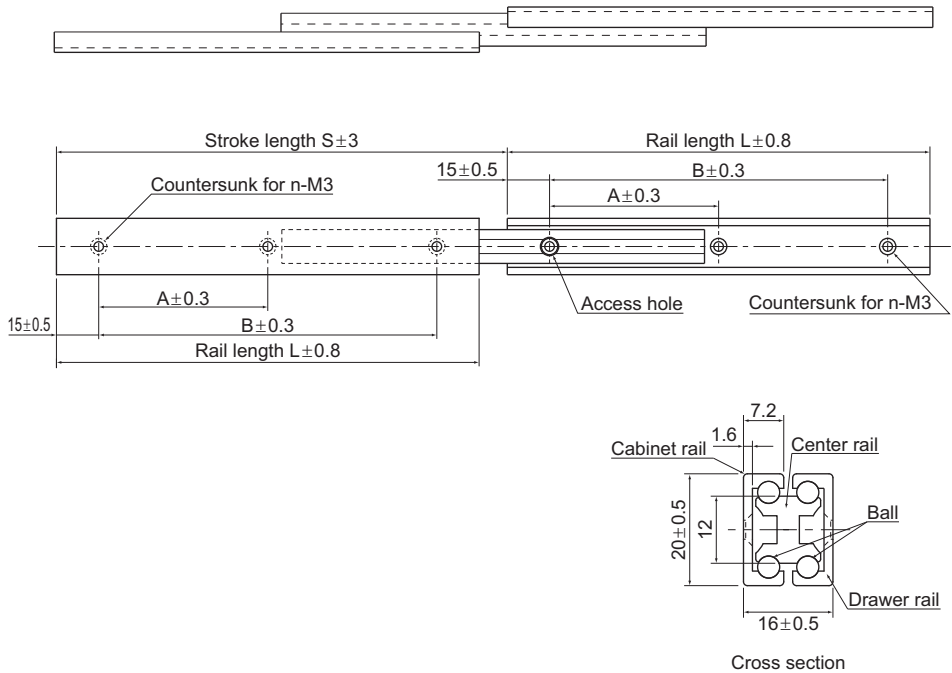 Stroke length S±3
Rail length L±0.8
15±0.5
B±0.3
Countersunk for n-M3
A±0.3
Access hole
Countersunk for n-M3
A±0.3
15±0.5
B±0.3
Rail length L±0.8
7.2
1.6
Cabinet rail
Center rail
Ball
20±0.5
12
Drawer rail
16±0.5
Cross section